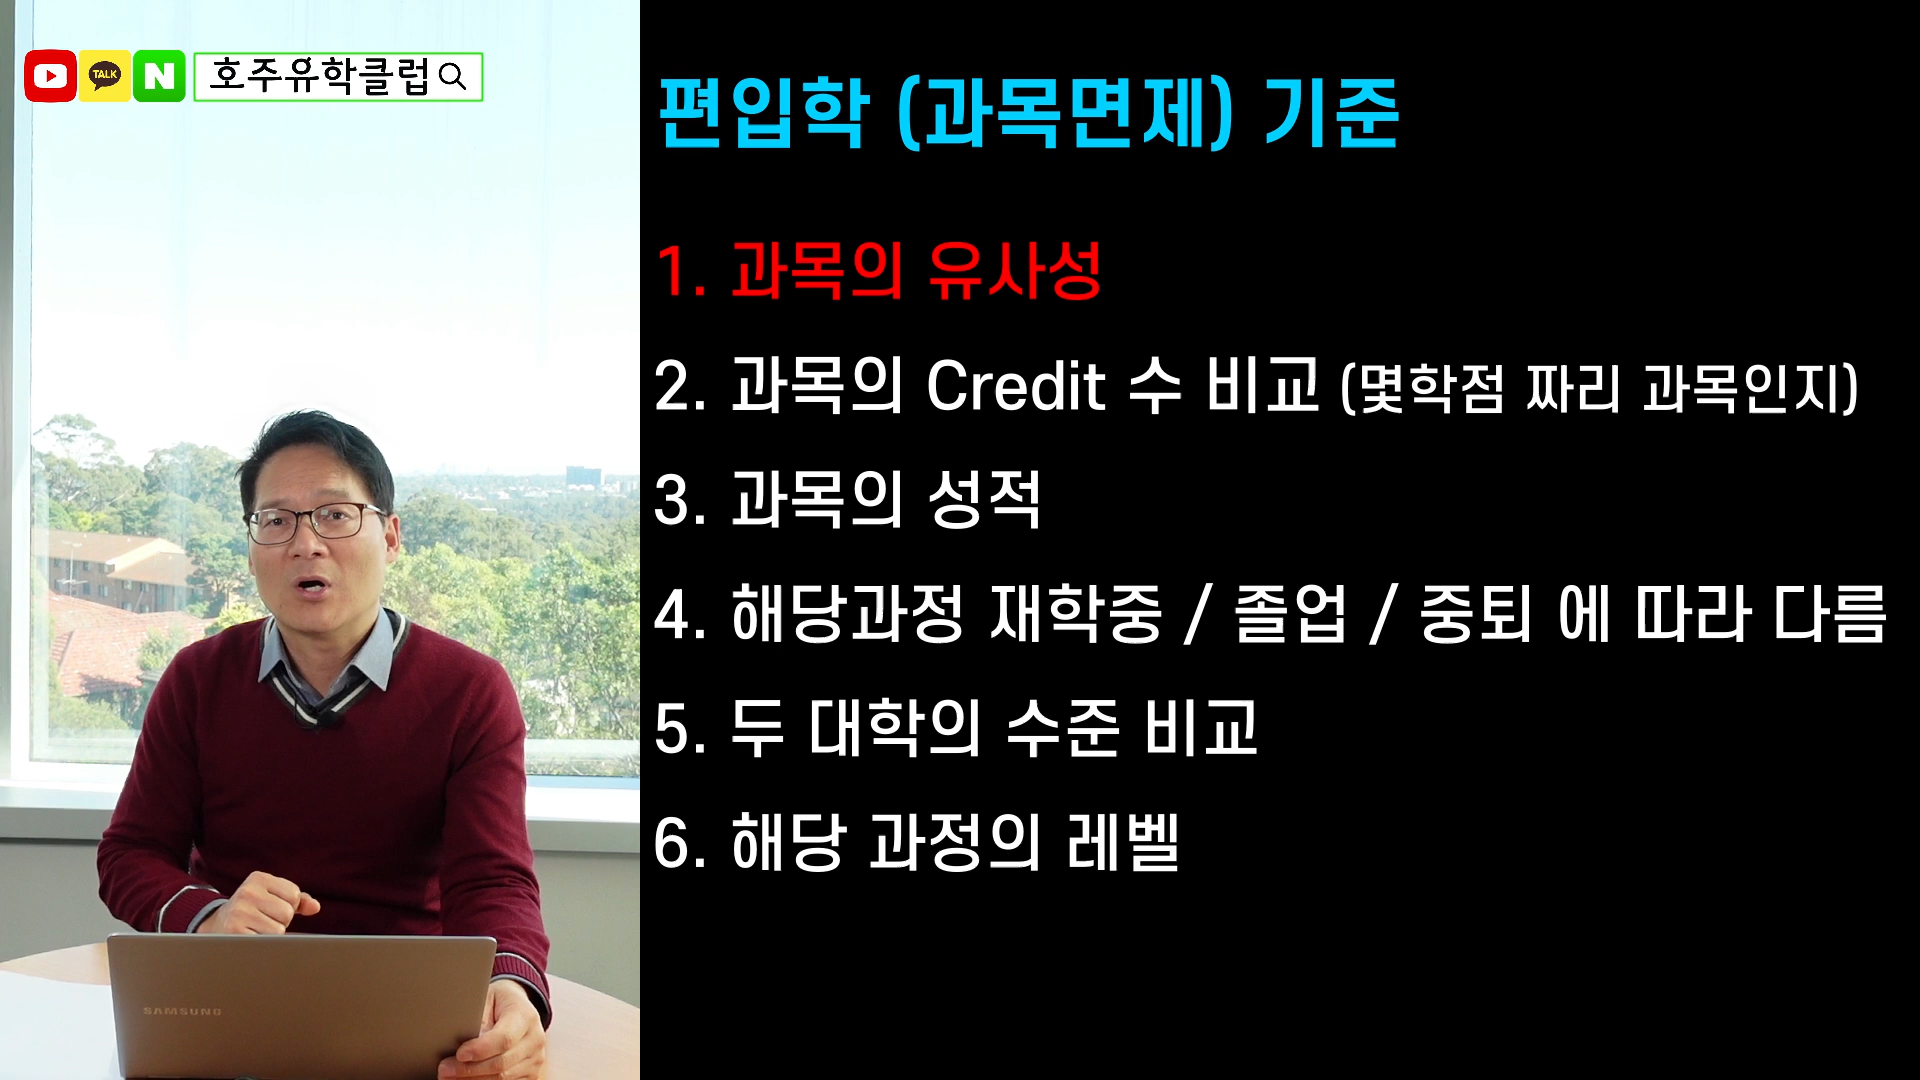 TALK
N
호주유학클럽
편입학 (과목면제) 기준
1. 과목의 유사성
2. 과목의 Credit 수 비교 (몇학점 짜리 과목인지)
3. 과목의 성적
4. 해당과정 재학중 / 졸업 / 중퇴 에 따라 다름
5. 두 대학의 수준 비교
6. 해당 과정의 레벨
SAMSUNG